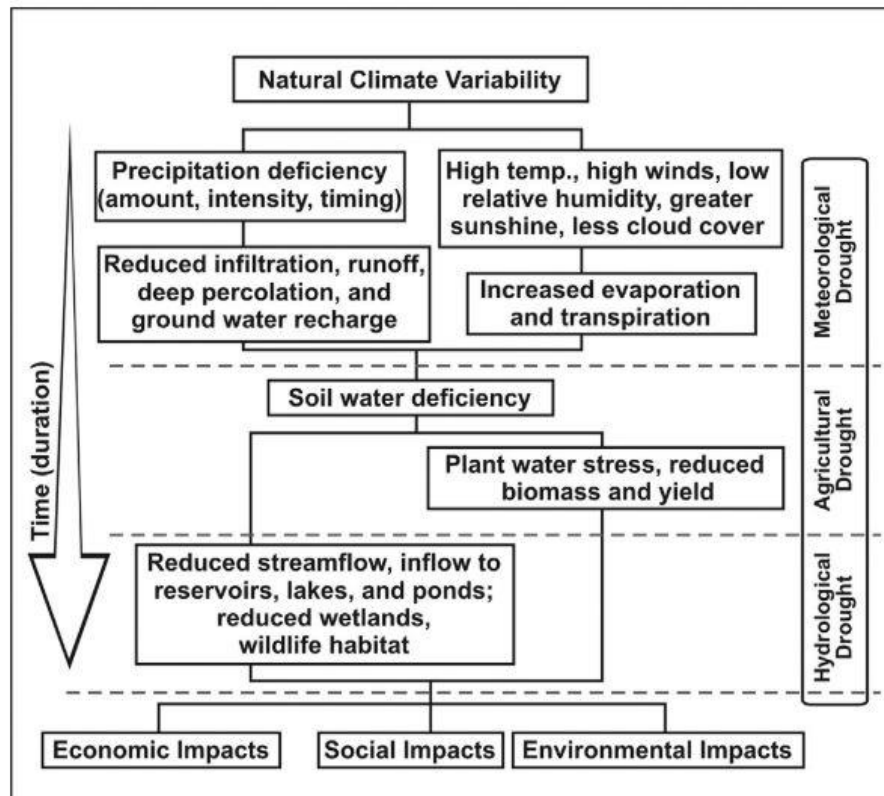 Natural Climate Variability
Precipitation deficiency
(amount, intensity, timing)
High temp., high winds, low
relative humidity, greater
sunshine, less cloud cover
Reduced infiltration, runoff,
deep percolation, and
ground water recharge
Increased evaporation
and transpiration
Meteorological
Drought
Time (duration)
Soil water deficiency
Plant water stress, reduced
biomass and yield
Agricultural
Drought
Reduced streamflow, inflow to
reservoirs, lakes, and ponds;
reduced wetlands,
wildlife habitat
Hydrological
Drought
Economic Impacts
Social Impacts
Environmental Impacts